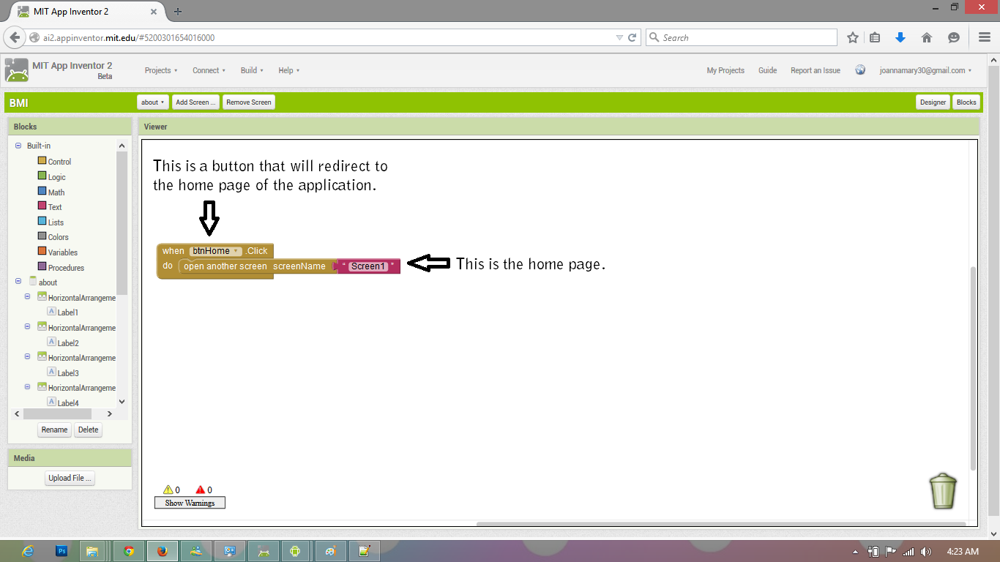 MIT App Inventor 2
ai2.appinventor.mit.edu/#5200301654016000
Search
MIT App Inventor 2
Beta
Projects
Connect
Build
Help
My Projects
Guide
Report an Issue
joannamary30@gmail.com
BMI
about
Add Screen ...
Remove Screen
Designer
Blocks
Blocks
Viewer
Built-in
Control
Logic
Math
Text
Lists
Colors
Variables
Procedures
about
HorizontalArrangeme
A Label1
HorizontalArrangeme
A Label2
HorizontalArrangeme
A Label3
HorizontalArrangeme
A Label4
Rename
Delete
Media
Upload File ...
This is a button that will redirect to
the home page of the application.
when btnHome .Click
do open another screen screenName " Screen1 "
This is the home page.
0 0
Show Warnings
Ps
4:23 AM